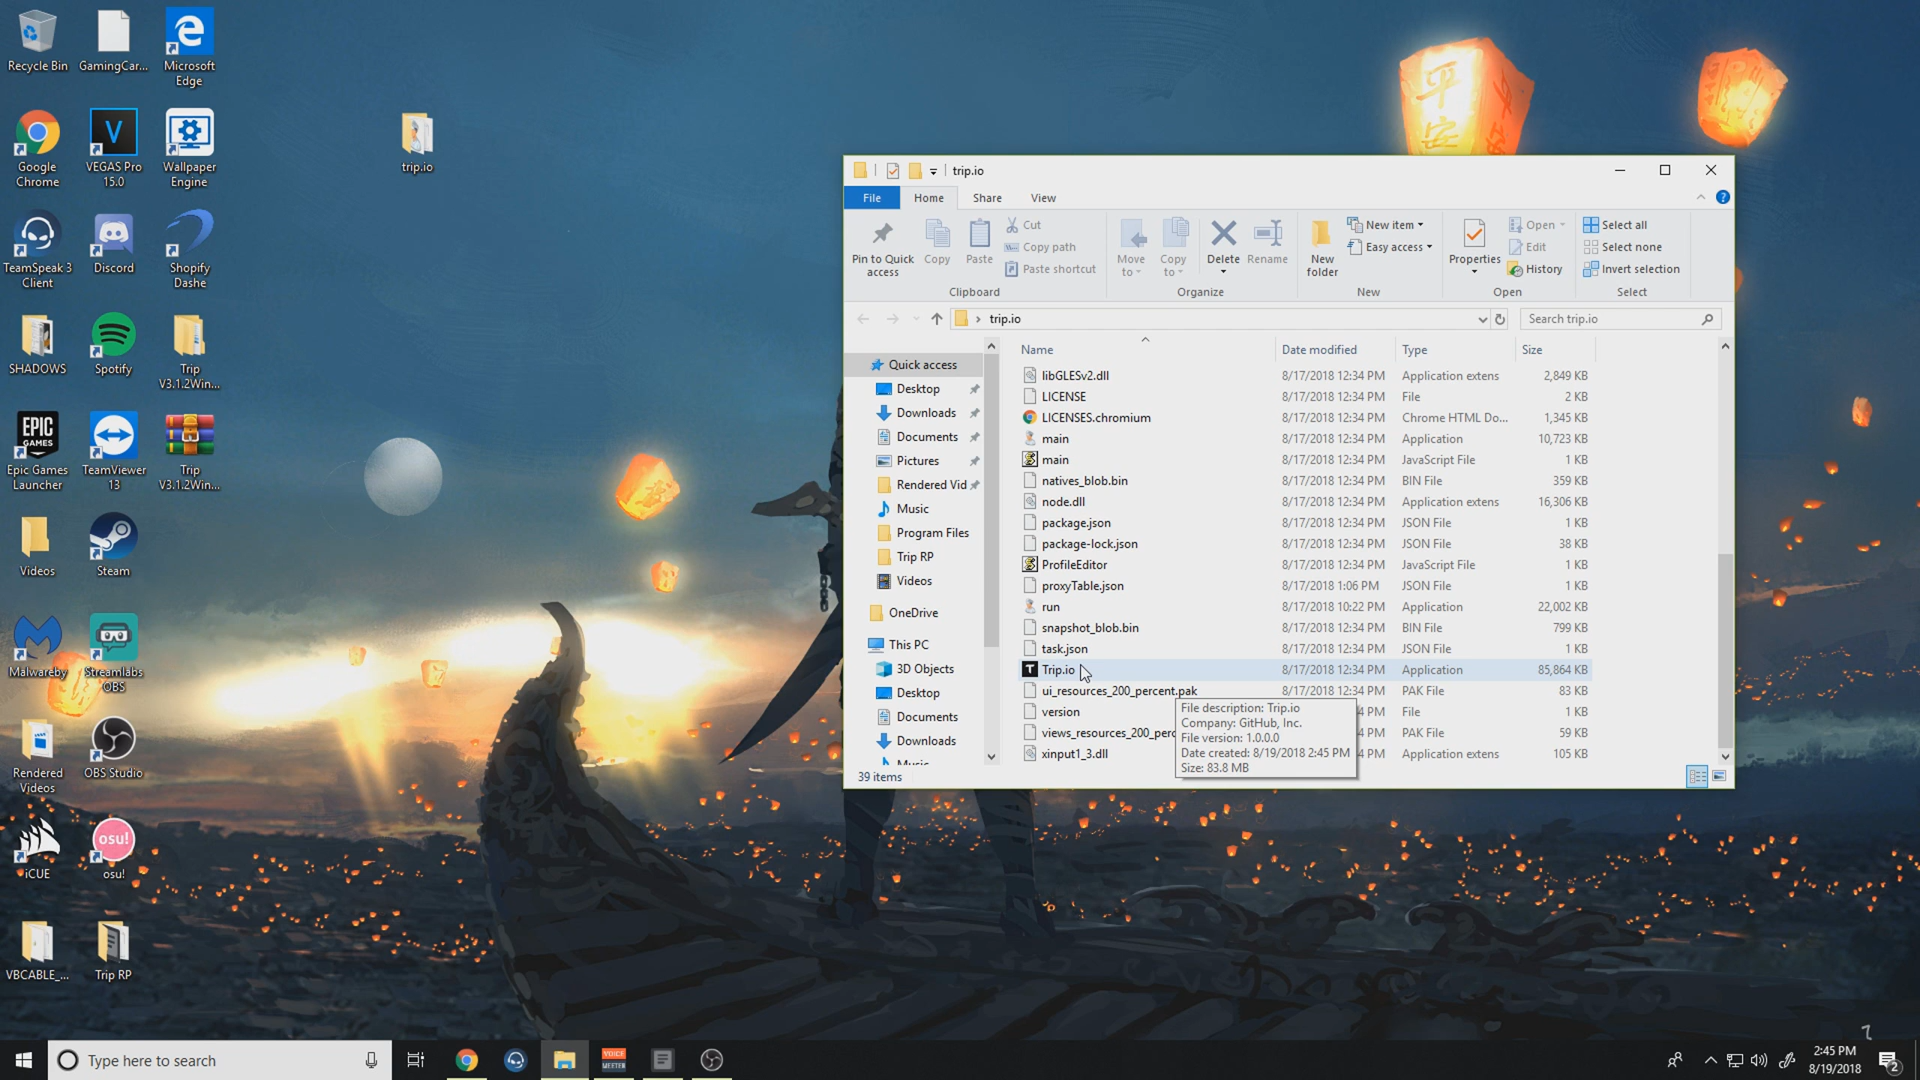 Recycle Bin
GamingCar...
Microsoft
Edge
Google
Chrome
VEGAS Pro
15.0
Wallpaper
Engine
trip.io
TeamSpeak 3
Client
Discord
Shopify
Dashe
SHADOWS
Spotify
Trip
V3.1.2Win...
EPIC
GAMES
Epic Games
Launcher
TeamViewer
13
Trip
V3.1.2Win...
Videos
Steam
Malwareby...
Streamlabs
OBS
Rendered
Videos
OBS Studio
iCUE
osu!
osu!
VBCABLE_...
Trip RP
平
安
trip.io
File
Home
Share
View
Pin to Quick
access
Copy
Paste
Cut
Copy path
Paste shortcut
Clipboard
Move
to
Copy
to
Delete
Rename
Organize
New
folder
New item
Easy access
New
Properties
Open
Edit
History
Open
Select all
Select none
Invert selection
Select
trip.io
Search trip.io
Quick access
Desktop
Downloads
Documents
Pictures
Rendered Vid
Music
Program Files
Trip RP
Videos
OneDrive
This PC
3D Objects
Desktop
Documents
Downloads
Music
Name Date modified Type Size
libGLESv2.dll 8/17/2018 12:34 PM Application extens 2,849 KB
LICENSE 8/17/2018 12:34 PM File 2 KB
LICENSES.chromium 8/17/2018 12:34 PM Chrome HTML Do... 1,345 KB
main 8/17/2018 12:34 PM Application 10,723 KB
main 8/17/2018 12:34 PM JavaScript File 1 KB
natives_blob.bin 8/17/2018 12:34 PM BIN File 359 KB
node.dll 8/17/2018 12:34 PM Application extens 16,306 KB
package.json 8/17/2018 12:34 PM JSON File 1 KB
package-lock.json 8/17/2018 12:34 PM JSON File 38 KB
ProfileEditor 8/17/2018 12:34 PM JavaScript File 1 KB
proxyTable.json 8/17/2018 1:06 PM JSON File 1 KB
run 8/17/2018 10:22 PM Application 22,002 KB
snapshot_blob.bin 8/17/2018 12:34 PM BIN File 799 KB
task.json 8/17/2018 12:34 PM JSON File 1 KB
Trip.io 8/17/2018 12:34 PM Application 85,864 KB
ui_resources_200_percent.pak 8/17/2018 12:34 PM PAK File 83 KB
version 4 PM File 1 KB
views_resources_200_perc 4 PM PAK File 59 KB
xinput1_3.dll 4 PM Application extens 105 KB
File description: Trip.io
Company: GitHub, Inc.
File version: 1.0.0.0
Date created: 8/19/2018 2:45 PM
Size: 83.8 MB
39 items
Type here to search
VOICE
MEETER
2:45 PM
8/19/2018
2